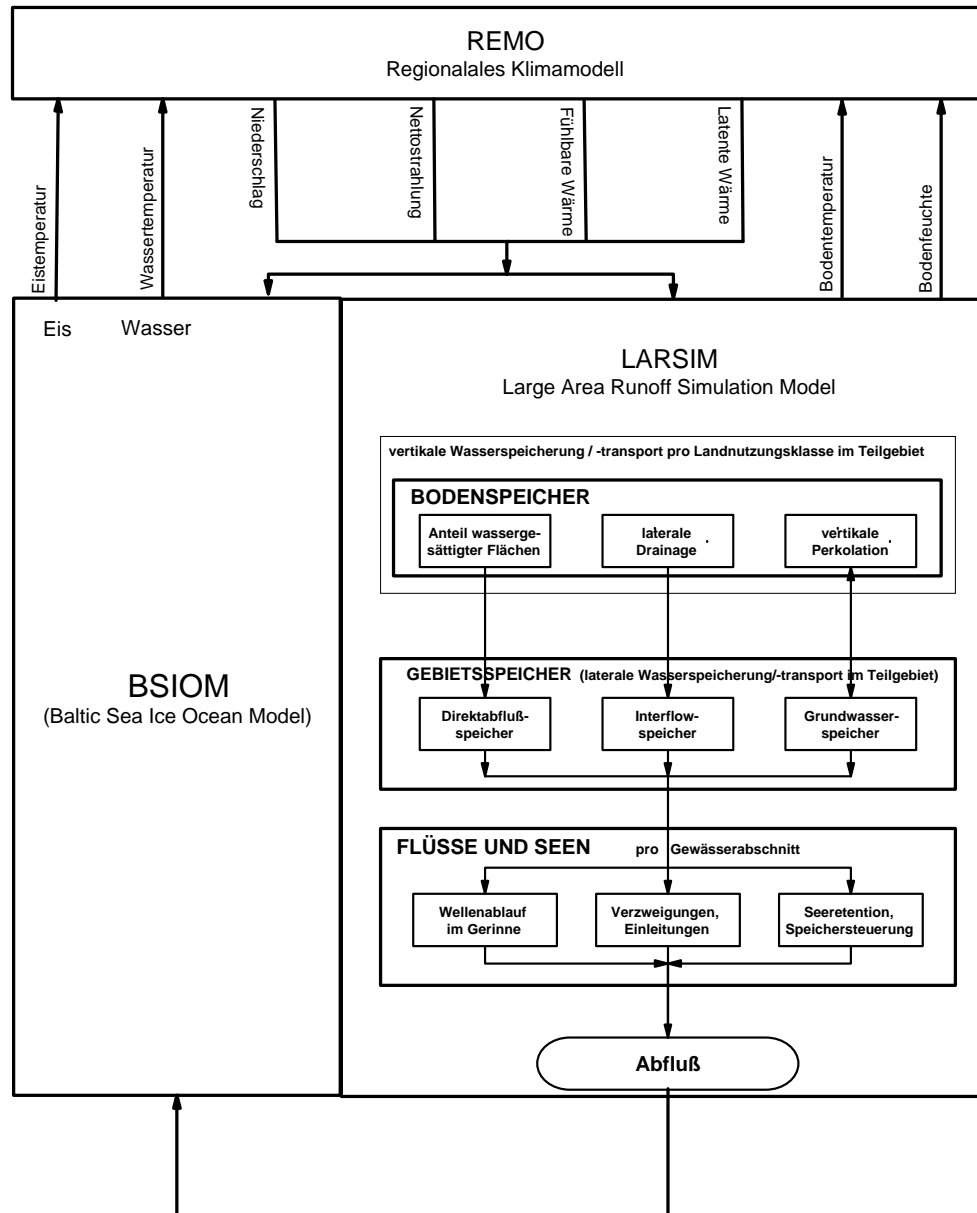 REMO
Regionalales Klimamodell
Eistemperatur
Wassertemperatur
Niederschlag
Nettostrahlung
Fühlbare Wärme
Latente Wärme
Bodentemperatur
Bodenfeuchte
Eis
Wasser
LARSIM
Large Area Runoff Simulation Model
vertikale Wasserspeicherung / -transport pro Landnutzungsklasse im Teilgebiet
BODENSPEICHER
Anteil wasserge-
sättigter Flächen
laterale
Drainage
vertikale
Perkolation
BSIOM
(Baltic Sea Ice Ocean Model)
GEBIETSSPEICHER (laterale Wasserspeicherung/-transport im Teilgebiet)
Direktabfluß-
speicher
Interflow-
speicher
Grundwasser-
speicher
FLÜSSE UND SEEN pro Gewässerabschnitt
Wellenablauf
im Gerinne
Verzweigungen,
Einleitungen
Seeretention,
Speichersteuerung
Abfluß